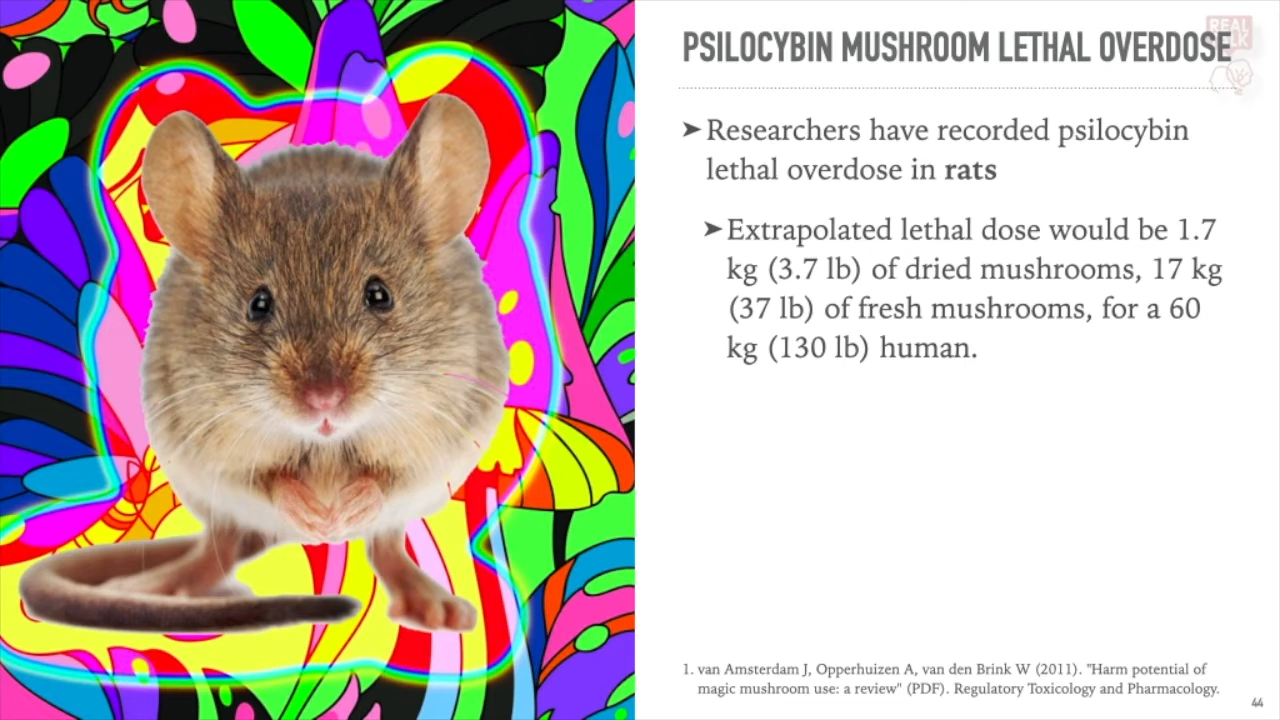 REAL
PSILOCYBIN MUSHROOM LETHAL OVERDOSE
➤ Researchers have recorded psilocybin
lethal overdose in rats
➤ Extrapolated lethal dose would be 1.7
kg (3.7 lb) of dried mushrooms, 17 kg
(37 lb) of fresh mushrooms, for a 60
kg (130 lb) human.
1. van Amsterdam J, Opperhuizen A, van den Brink W (2011). "Harm potential of
magic mushroom use: a review" (PDF). Regulatory Toxicology and Pharmacology.
44